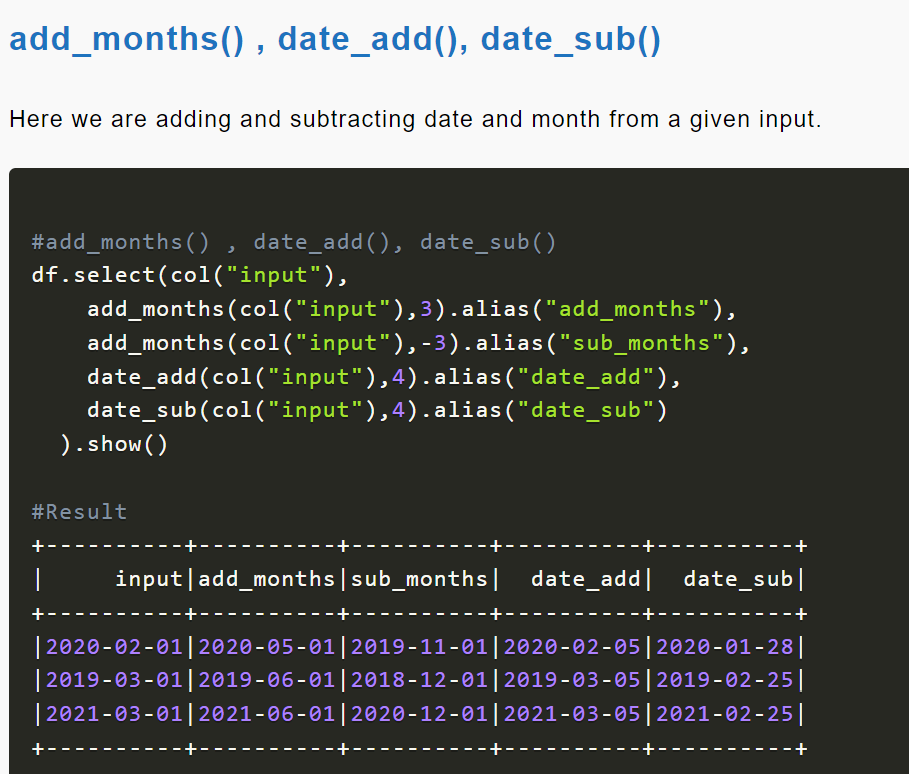 add_months() , date_add(), date_sub()
Here we are adding and subtracting date and month from a given input.
#add_months() , date_add(), date_sub()
df.select(col("input"),
    add_months(col("input"),3).alias("add_months"),
    add_months(col("input"),-3).alias("sub_months"),
    date_add(col("input"),4).alias("date_add"),
    date_sub(col("input"),4).alias("date_sub")
  ).show()
#Result
+----------+----------+----------+----------+----------+
|     input|add_months|sub_months|  date_add|  date_sub|
+----------+----------+----------+----------+----------+
|2020-02-01|2020-05-01|2019-11-01|2020-02-05|2020-01-28|
|2019-03-01|2019-06-01|2018-12-01|2019-03-05|2019-02-25|
|2021-03-01|2021-06-01|2020-12-01|2021-03-05|2021-02-25|
+----------+----------+----------+----------+----------+